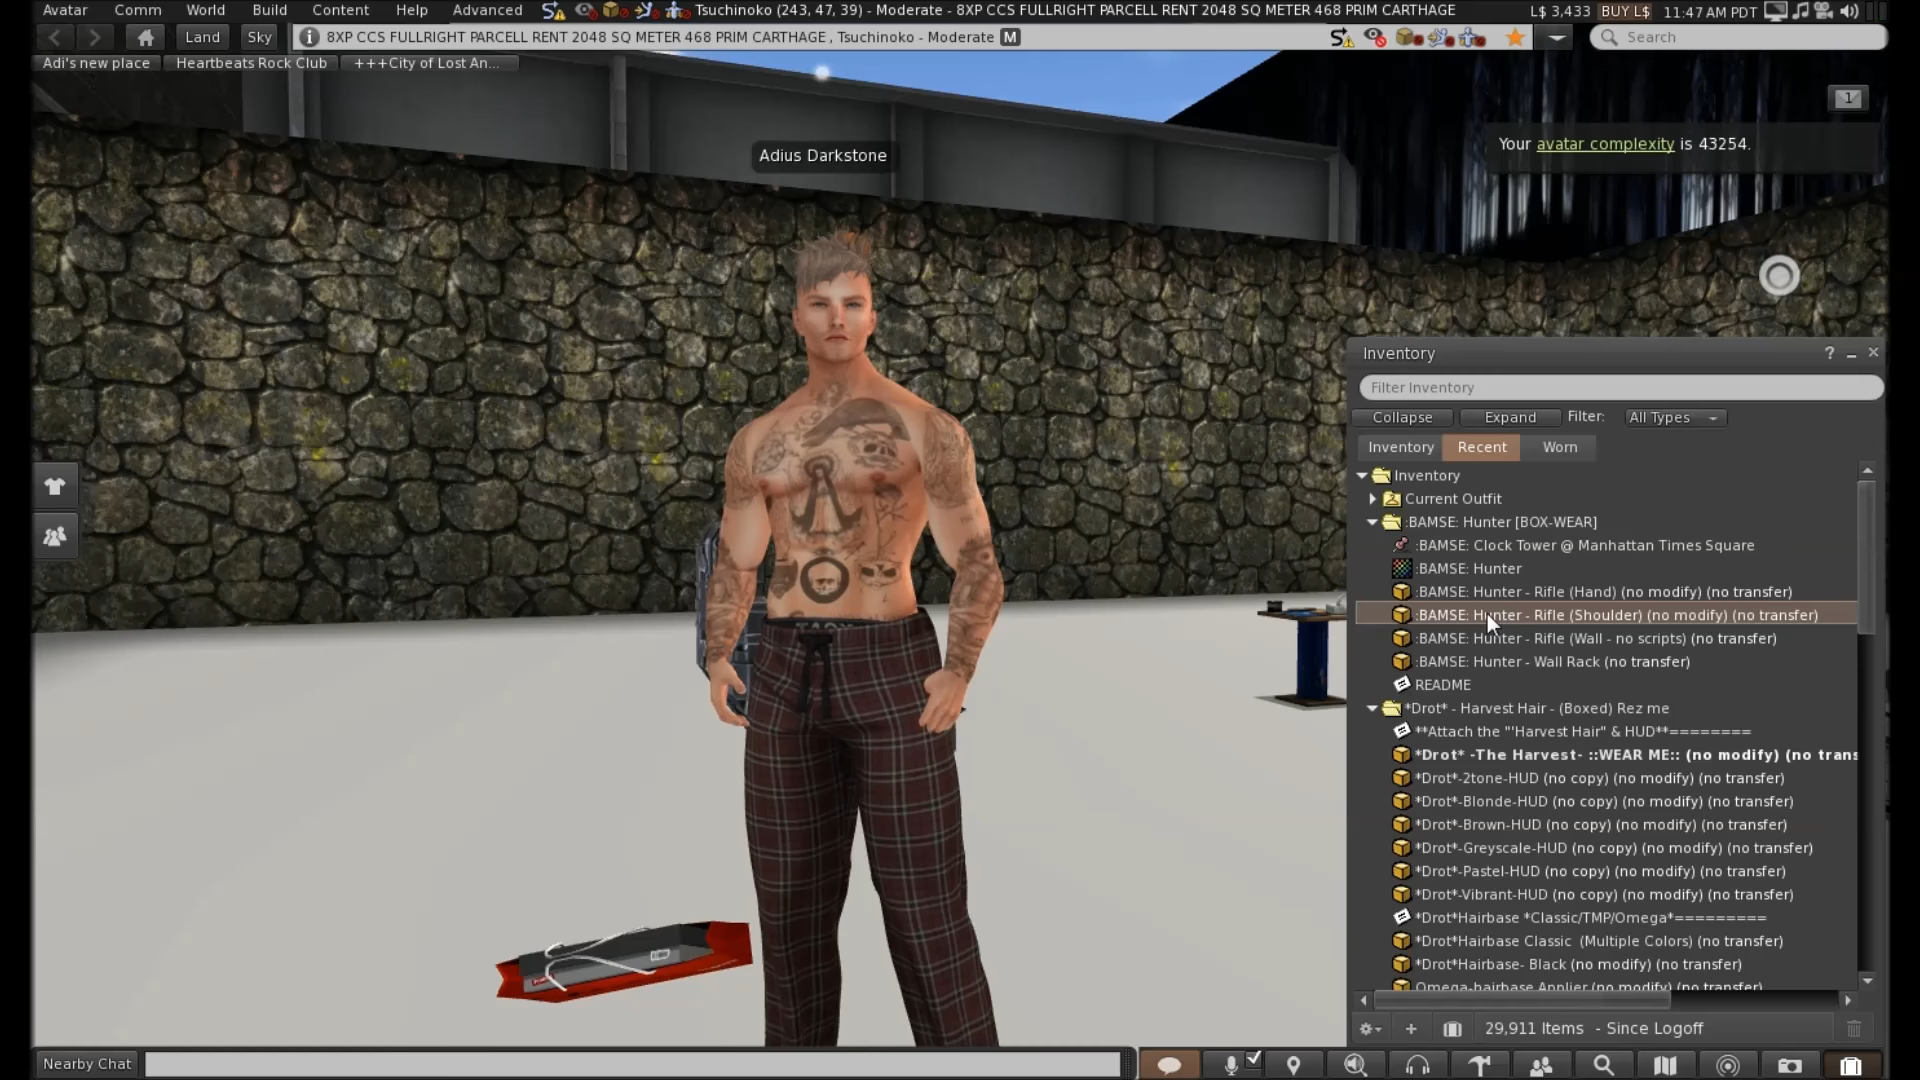 Avatar Comm World Build Content Help Advanced Tsuchinoko (243, 47, 39) - Moderate - 8XP CCS FULLRIGHT PARCELL RENT 2048 SQ METER 468 PRIM CARTHAGE L$ 3,433 BUY L$ 11:47 AM PDT
Land Sky 8XP CCS FULLRIGHT PARCELL RENT 2048 SQ METER 468 PRIM CARTHAGE , Tsuchinoko - Moderate M Search
Adi's new place Heartbeats Rock Club +++City of Lost An...
1
Your avatar complexity is 43254.
Adius Darkstone
Inventory ?
Filter Inventory
Collapse Expand Filter: All Types
Inventory Recent Worn
Inventory
Current Outfit
:BAMSE: Hunter [BOX-WEAR]
:BAMSE: Clock Tower @ Manhattan Times Square
:BAMSE: Hunter
:BAMSE: Hunter - Rifle (Hand) (no modify) (no transfer)
:BAMSE: Hunter - Rifle (Shoulder) (no modify) (no transfer)
:BAMSE: Hunter - Rifle (Wall - no scripts) (no transfer)
:BAMSE: Hunter - Wall Rack (no transfer)
README
*Drot* - Harvest Hair - (Boxed) Rez me
**Attach the "'Harvest Hair" & HUD**========
*Drot* -The Harvest- ::WEAR ME:: (no modify) (no trans
*Drot*-2tone-HUD (no copy) (no modify) (no transfer)
*Drot*-Blonde-HUD (no copy) (no modify) (no transfer)
*Drot*-Brown-HUD (no copy) (no modify) (no transfer)
*Drot*-Greyscale-HUD (no copy) (no modify) (no transfer)
*Drot*-Pastel-HUD (no copy) (no modify) (no transfer)
*Drot*-Vibrant-HUD (no copy) (no modify) (no transfer)
*Drot*Hairbase *Classic/TMP/Omega*=========
*Drot*Hairbase Classic (Multiple Colors) (no transfer)
*Drot*Hairbase- Black (no modify) (no transfer)
Omega-hairbase Applier (no modify) (no transfer)
29,911 Items - Since Logoff
Nearby Chat